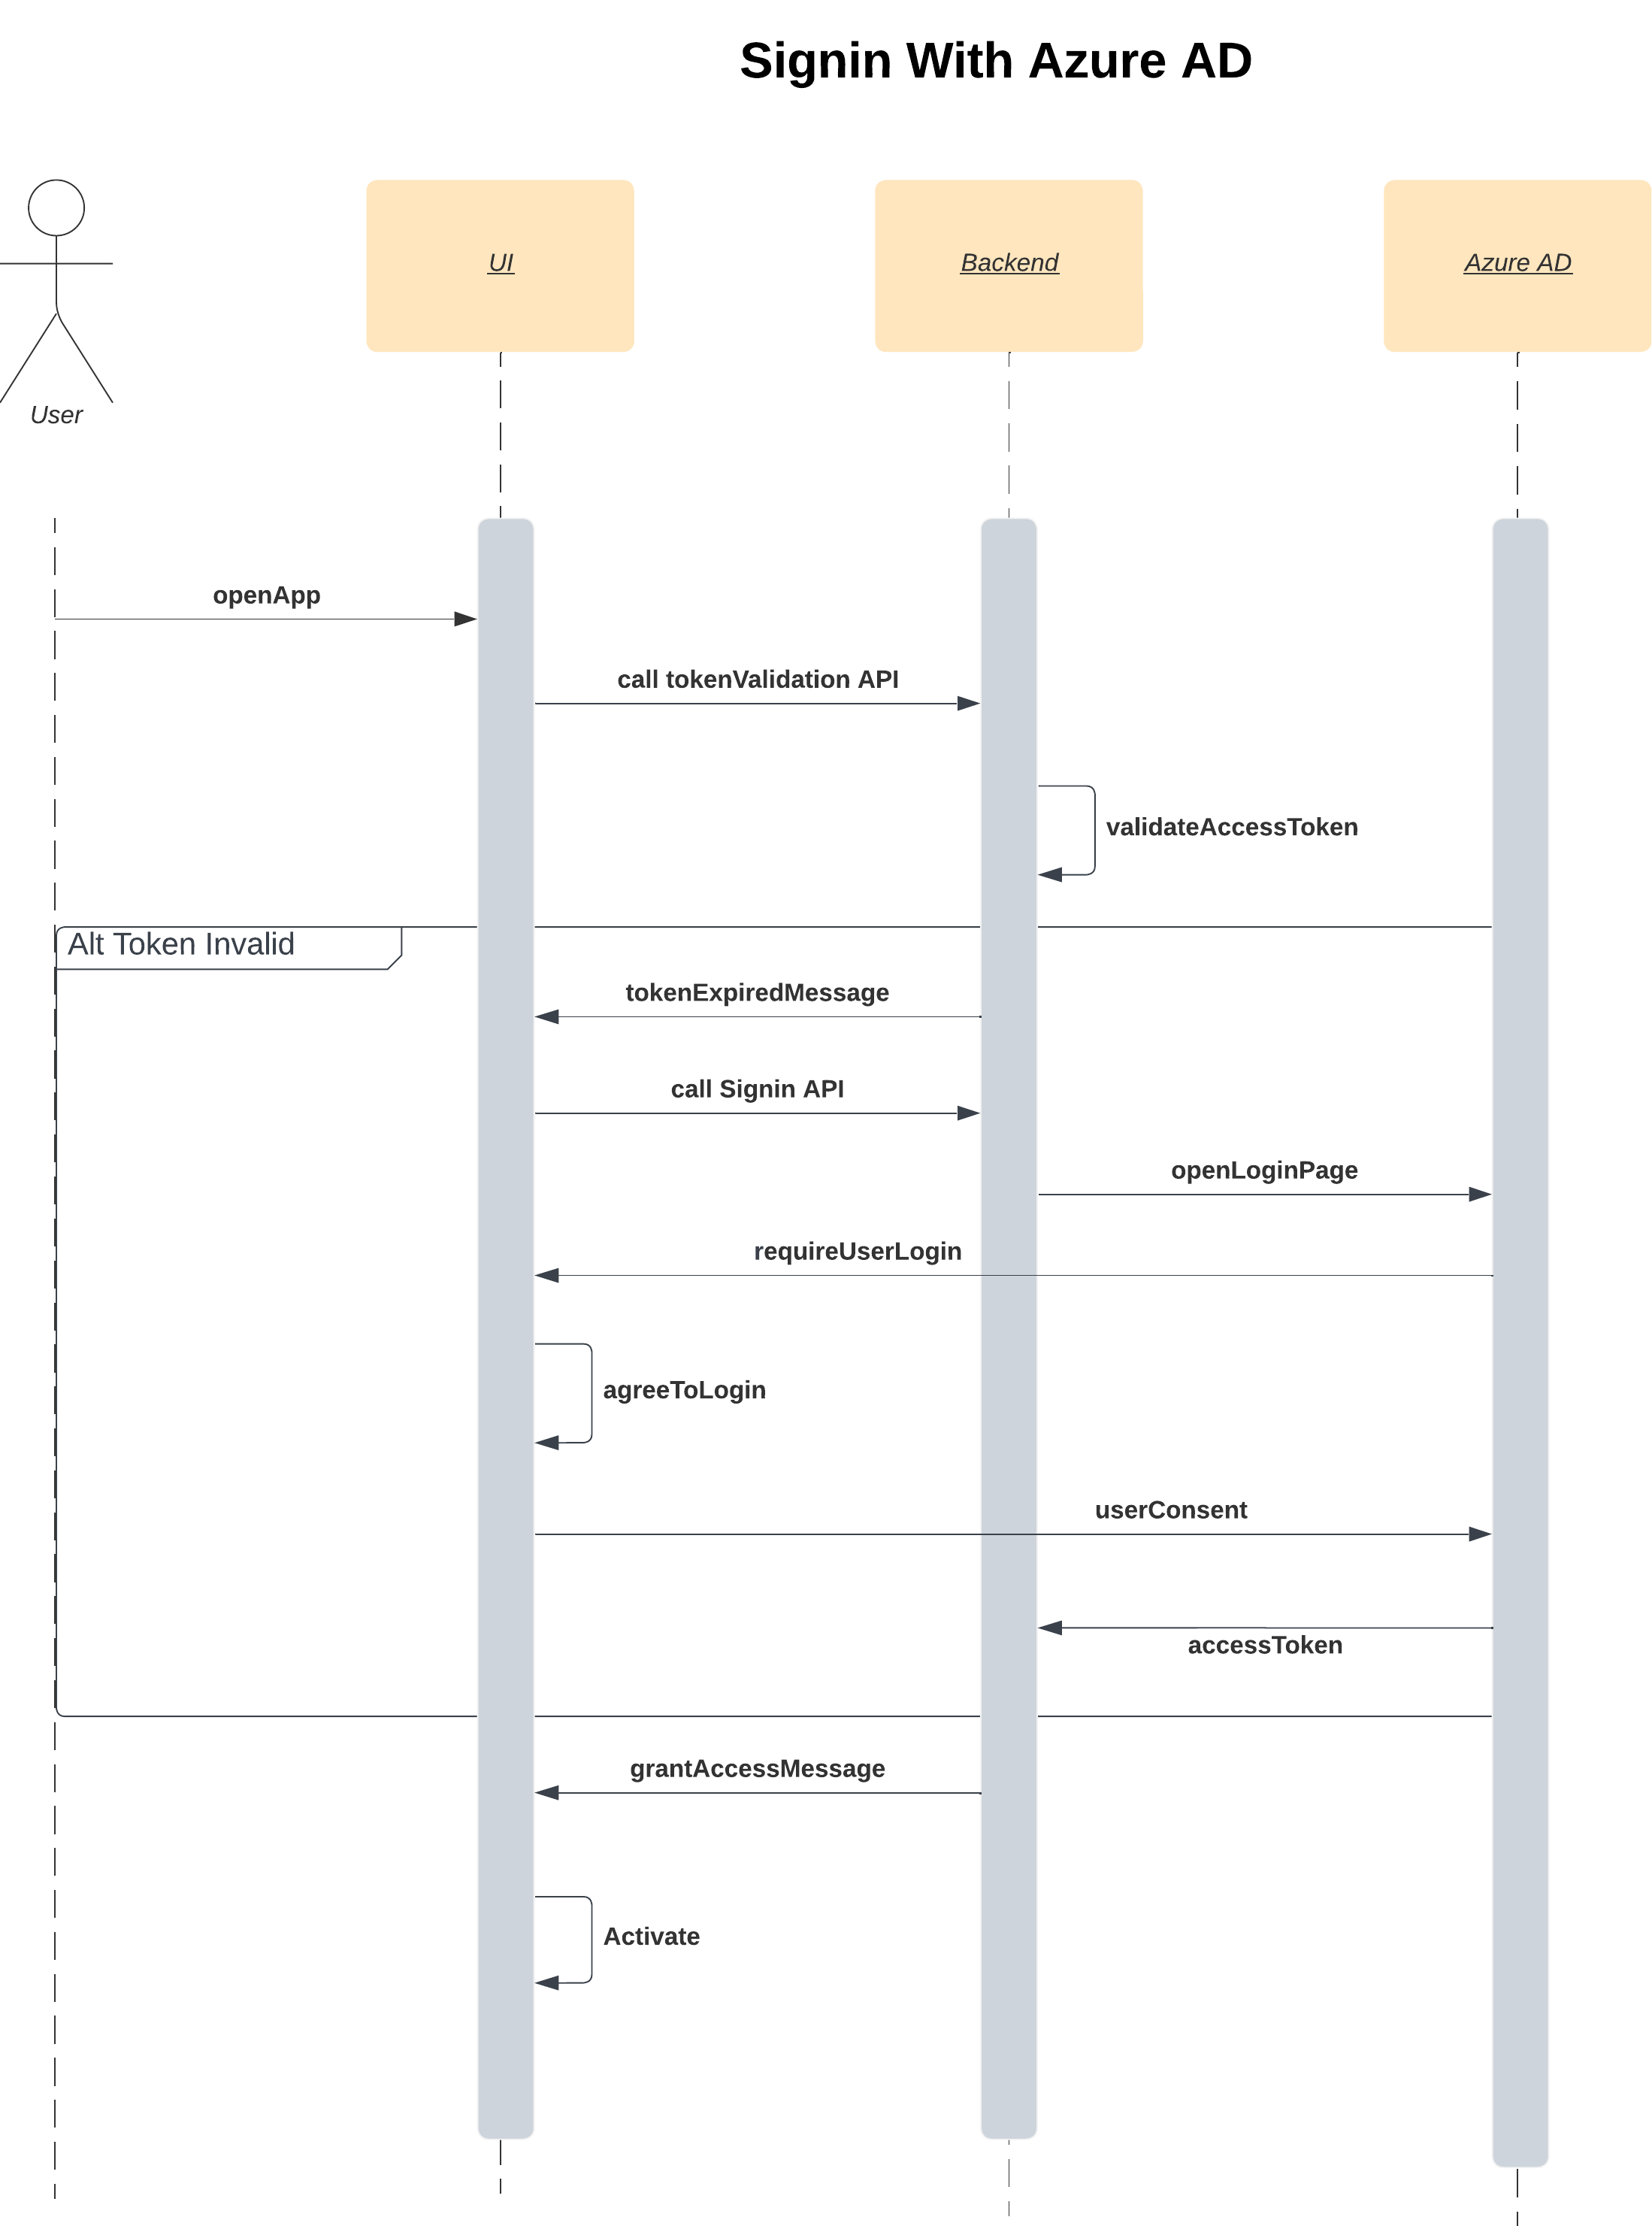 Signin With Azure AD
UI
Backend
Azure AD
User
openApp
call tokenValidation API
validateAccessToken
Alt Token Invalid
tokenExpiredMessage
call Signin API
openLoginPage
requireUserLogin
agreeToLogin
userConsent
accessToken
grantAccessMessage
Activate